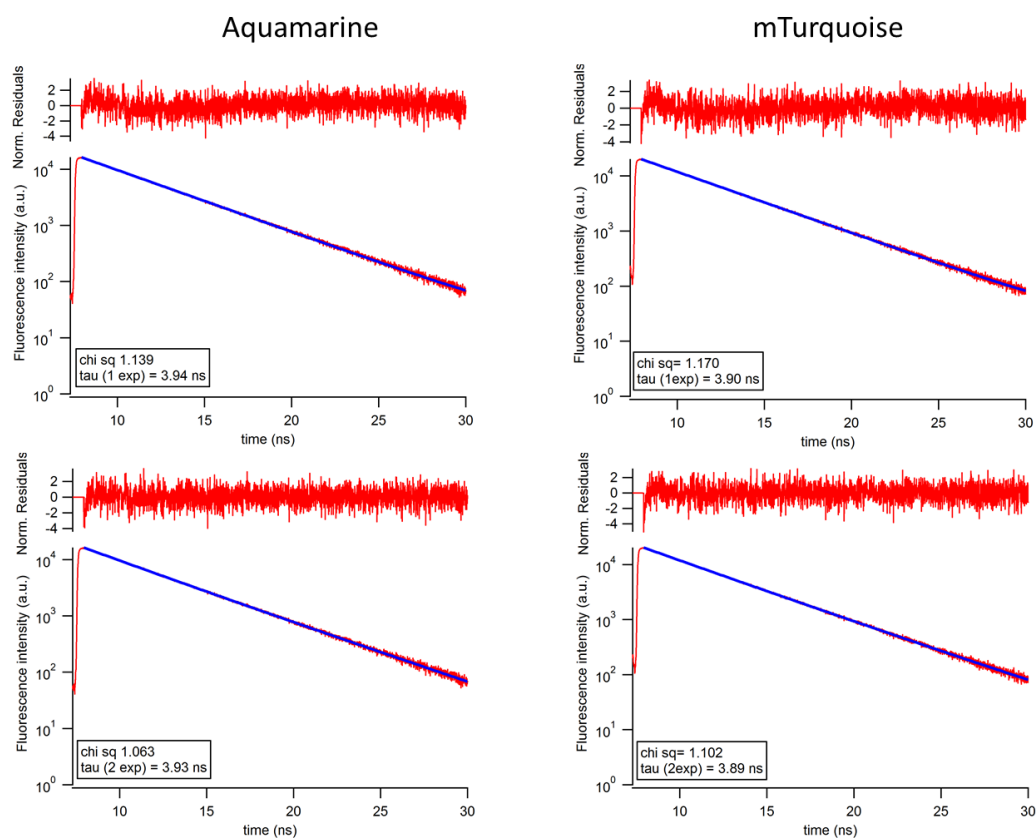 Aquamarine
mTurquoise
Norm. Residuals
2
0
-2
-4
Fluorescence intensity (a.u.)
10^4
10^3
10^2
10^1
10^0
chi sq 1.139
tau (1 exp) = 3.94 ns
10 15 20 25 30
time (ns)
Norm. Residuals
2
0
-2
-4
Fluorescence intensity (a.u.)
10^4
10^3
10^2
10^1
10^0
chi sq= 1.170
tau (1exp) = 3.90 ns
10 15 20 25 30
time (ns)
Norm. Residuals
2
0
-2
-4
Fluorescence intensity (a.u.)
10^4
10^3
10^2
10^1
10^0
chi sq 1.063
tau (2 exp) = 3.93 ns
10 15 20 25 30
time (ns)
Norm. Residuals
2
0
-2
-4
Fluorescence intensity (a.u.)
10^4
10^3
10^2
10^1
10^0
chi sq= 1.102
tau (2exp) = 3.89 ns
10 15 20 25 30
time (ns)